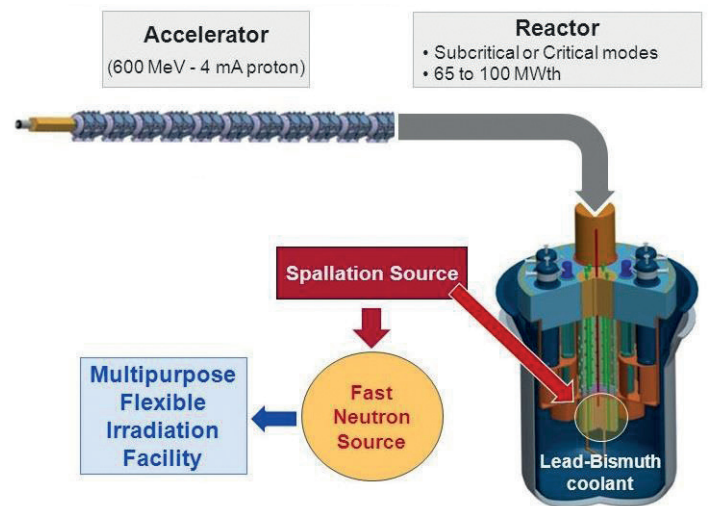 Accelerator
(600 MeV - 4 mA proton)
Reactor
• Subcritical or Critical modes
• 65 to 100 MWth
Spallation Source
Multipurpose
Flexible
Irradiation
Facility
Fast
Neutron
Source
Lead-Bismuth
coolant